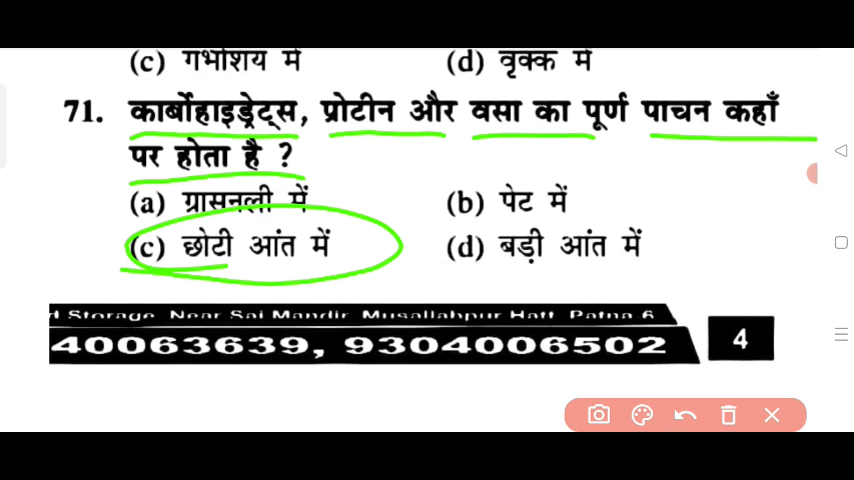 (c) गर्भाशय में (d) वृक्क में
71. कार्बोहाइड्रेट्स, प्रोटीन और वसा का पूर्ण पाचन कहाँ
पर होता है ?
(a) ग्रासनली में (b) पेट में
(c) छोटी आंत में (d) बड़ी आंत में
d Storage, Near Sai Mandir, Musallahpur Hatt, Patna 6
40063639, 9304006502 4